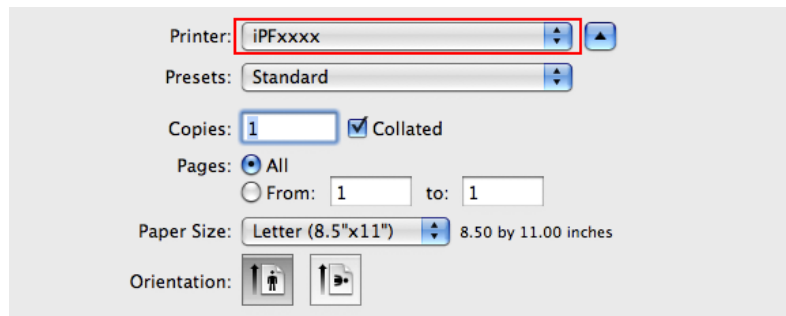 Printer: iPFxxxx
Presets: Standard
Copies: 1 Collated
Pages: All
From: 1 to: 1
Paper Size: Letter (8.5"x11") 8.50 by 11.00 inches
Orientation: